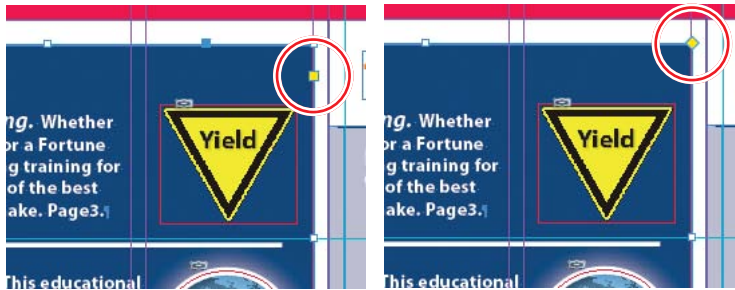 ng. Whether
or a Fortune
g training for
of the best
ake. Page3.¶
Yield
This educational
ng. Whether
or a Fortune
g training for
of the best
ake. Page3.¶
Yield
This educational